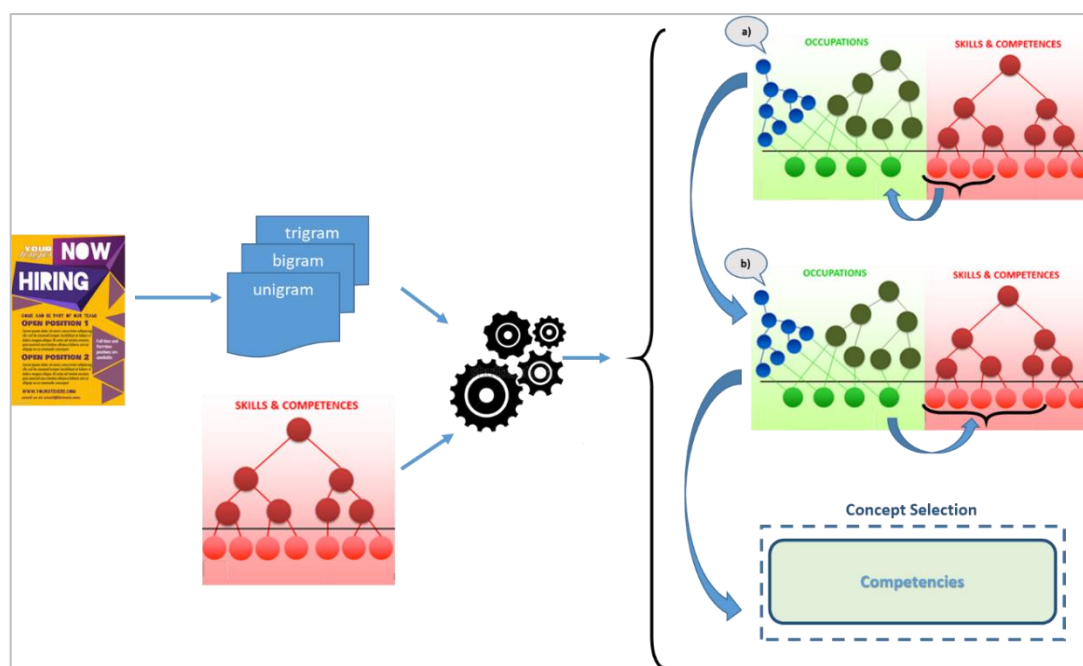 a)
OCCUPATIONS
SKILLS & COMPETENCES
YOUR
NOW
HIRING
OPEN POSITION 1
OPEN POSITION 2
trigram
bigram
unigram
SKILLS & COMPETENCES
b)
OCCUPATIONS
SKILLS & COMPETENCES
Concept Selection
Competencies